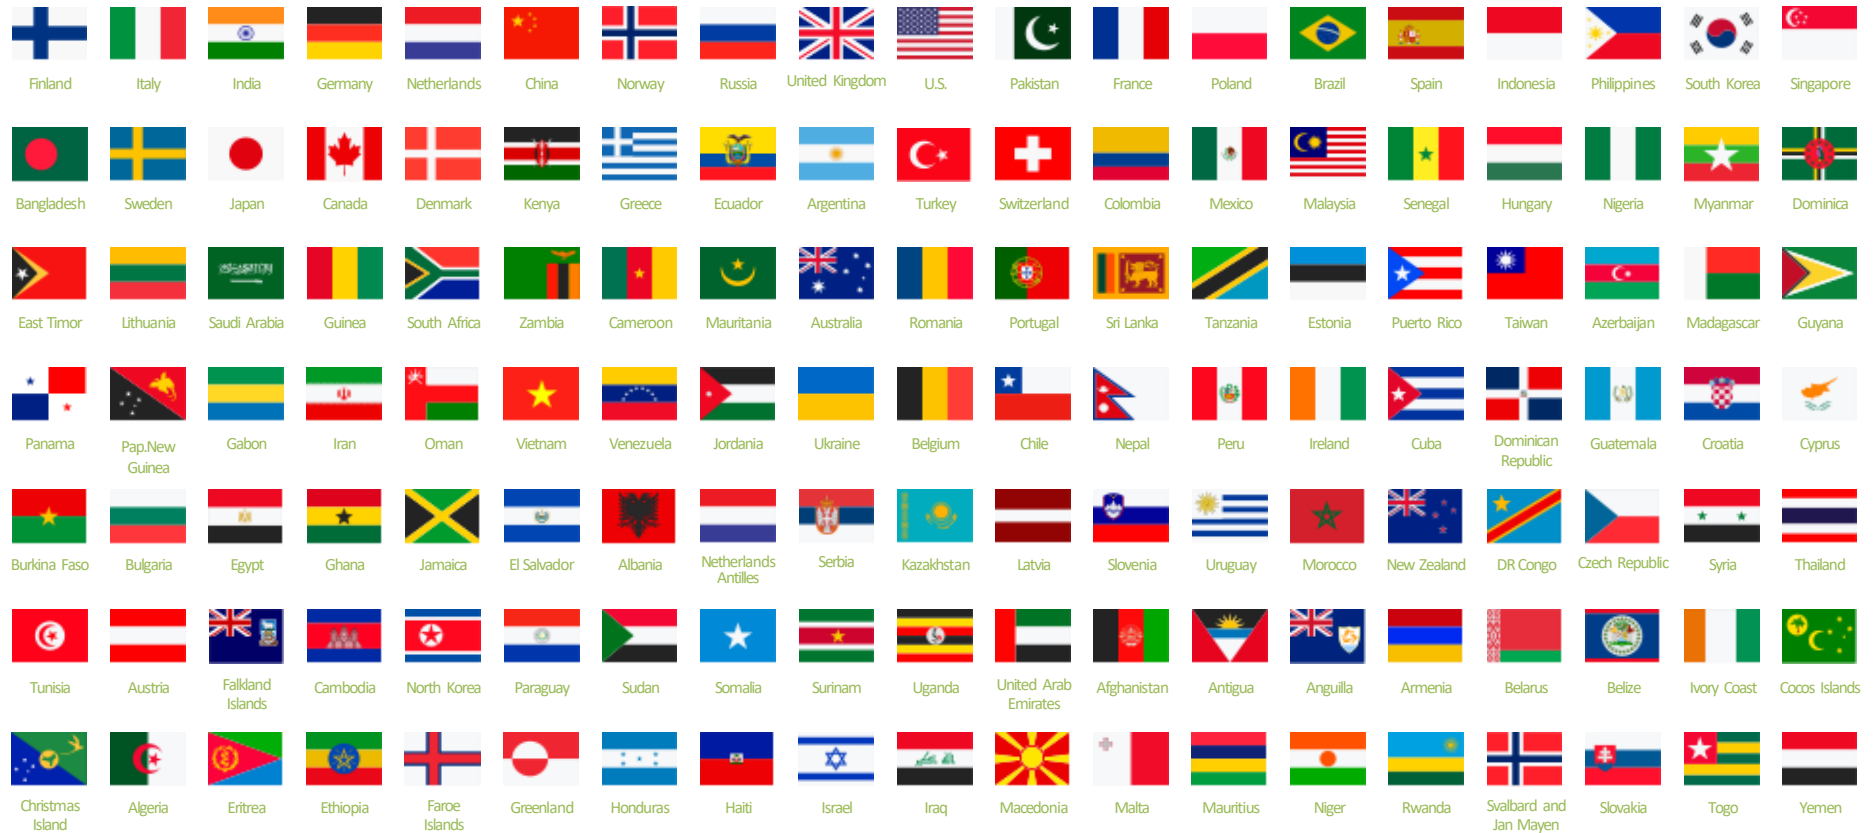 Finland Italy India Germany Netherlands China Norway Russia United Kingdom U.S. Pakistan France Poland Brazil Spain Indonesia Philippines South Korea Singapore
Bangladesh Sweden Japan Canada Denmark Kenya Greece Ecuador Argentina Turkey Switzerland Colombia Mexico Malaysia Senegal Hungary Nigeria Myanmar Dominica
East Timor Lithuania Saudi Arabia Guinea South Africa Zambia Cameroon Mauritania Australia Romania Portugal Sri Lanka Tanzania Estonia Puerto Rico Taiwan Azerbaijan Madagascar Guyana
Panama Pap.New Gabon Iran Oman Vietnam Venezuela Jordania Ukraine Belgium Chile Nepal Peru Ireland Cuba Dominican Guatemala Croatia Cyprus
Guinea Republic
Burkina Faso Bulgaria Egypt Ghana Jamaica El Salvador Albania Netherlands Serbia Kazakhstan Latvia Slovenia Uruguay Morocco New Zealand DR Congo Czech Republic Syria Thailand
Antilles
Tunisia Austria Falkland Cambodia North Korea Paraguay Sudan Somalia Surinam Uganda United Arab Afghanistan Antigua Anguilla Armenia Belarus Belize Ivory Coast Cocos Islands
Islands Emirates
Christmas Algeria Eritrea Ethiopia Faroe Greenland Honduras Haiti Israel Iraq Macedonia Malta Mauritius Niger Rwanda Svalbard and Slovakia Togo Yemen
Island Islands Jan Mayen